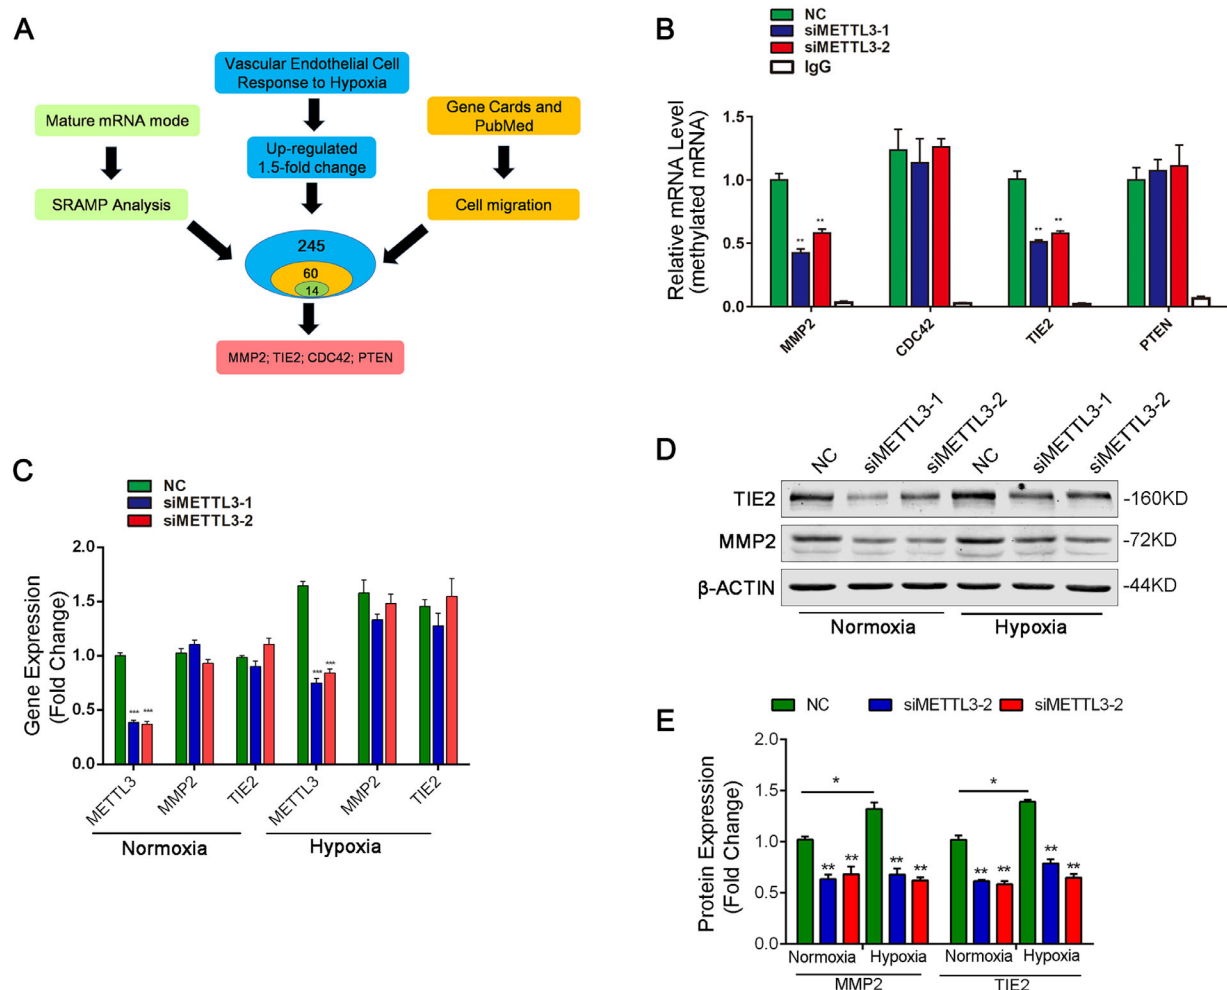 A
Vascular Endothelial Cell
Response to Hypoxia
Mature mRNA mode
Gene Cards and
PubMed
Up-regulated
1.5-fold change
SRAMP Analysis
Cell migration
245
60
14
MMP2; TIE2; CDC42; PTEN
B
NC
siMETTL3-1
siMETTL3-2
IgG
Relative mRNA Level
(methylated mRNA)
1.5
1.0
0.5
0.0
**
**
**
**
MMP2
CDC42
TIE2
PTEN
C
NC
siMETTL3-1
siMETTL3-2
Gene Expression
(Fold Change)
2.0
1.5
1.0
0.5
0.0
***
***
***
***
METTL3
MMP2
TIE2
METTL3
MMP2
TIE2
Normoxia
Hypoxia
D
NC
siMETTL3-1
siMETTL3-2
NC
siMETTL3-1
siMETTL3-2
TIE2
-160KD
MMP2
-72KD
β-ACTIN
-44KD
Normoxia
Hypoxia
E
NC
siMETTL3-2
siMETTL3-2
Protein Expression
(Fold Change)
2.0
1.5
1.0
0.5
0.0
*
*
**
**
**
**
**
**
**
**
Normoxia
Hypoxia
Normoxia
Hypoxia
MMP2
TIE2